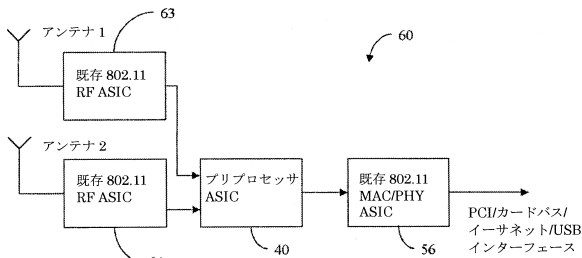 アンテナ 1
63
60
既存 802.11
RF ASIC
アンテナ 2
既存 802.11
RF ASIC
プリプロセッサ
ASIC
既存 802.11
MAC/PHY
ASIC
PCI/カードバス/
イーサネット/USB
インターフェース
40
56